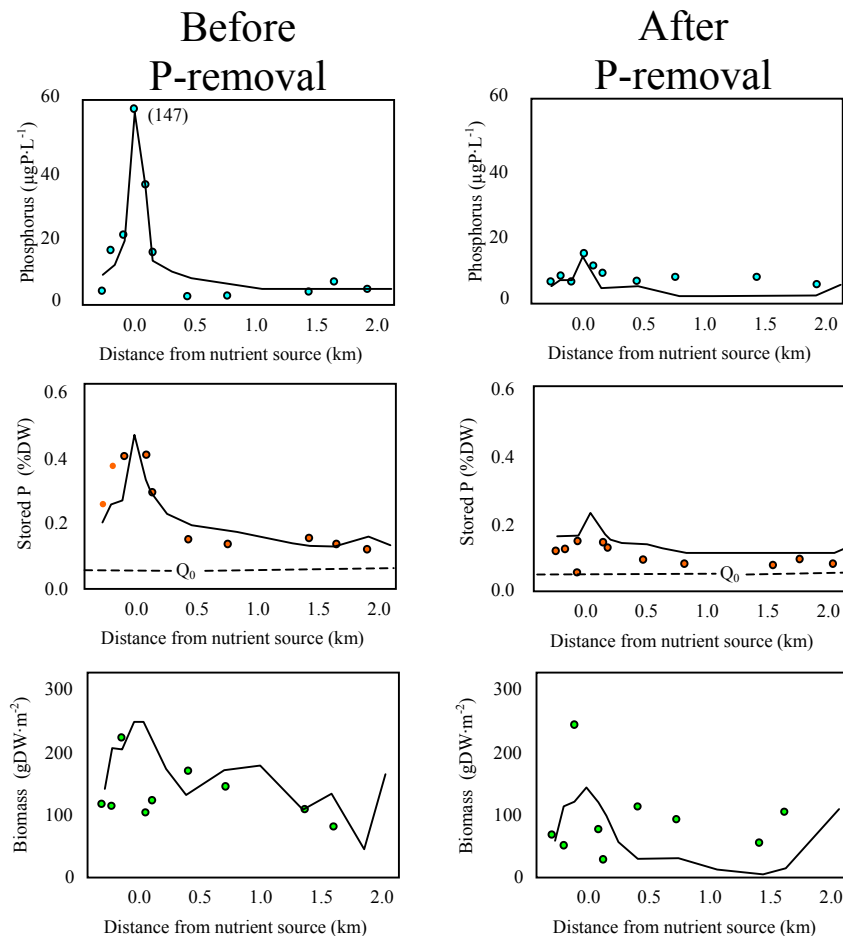 Before
P-removal
After
P-removal
Phosphorus (µgP·L⁻¹)
60
40
20
0
(147)
0.0 0.5 1.0 1.5 2.0
Distance from nutrient source (km)
Phosphorus (µgP·L⁻¹)
60
40
20
0
0.0 0.5 1.0 1.5 2.0
Distance from nutrient source (km)
Stored P (%DW)
0.6
0.4
0.2
0.0
Q₀
0.0 0.5 1.0 1.5 2.0
Distance from nutrient source (km)
Stored P (%DW)
0.6
0.4
0.2
0.0
Q₀
0.0 0.5 1.0 1.5 2.0
Distance from nutrient source (km)
Biomass (gDW·m⁻²)
300
200
100
0
0.0 0.5 1.0 1.5 2.0
Distance from nutrient source (km)
Biomass (gDW·m⁻²)
300
200
100
0
0.0 0.5 1.0 1.5 2.0
Distance from nutrient source (km)